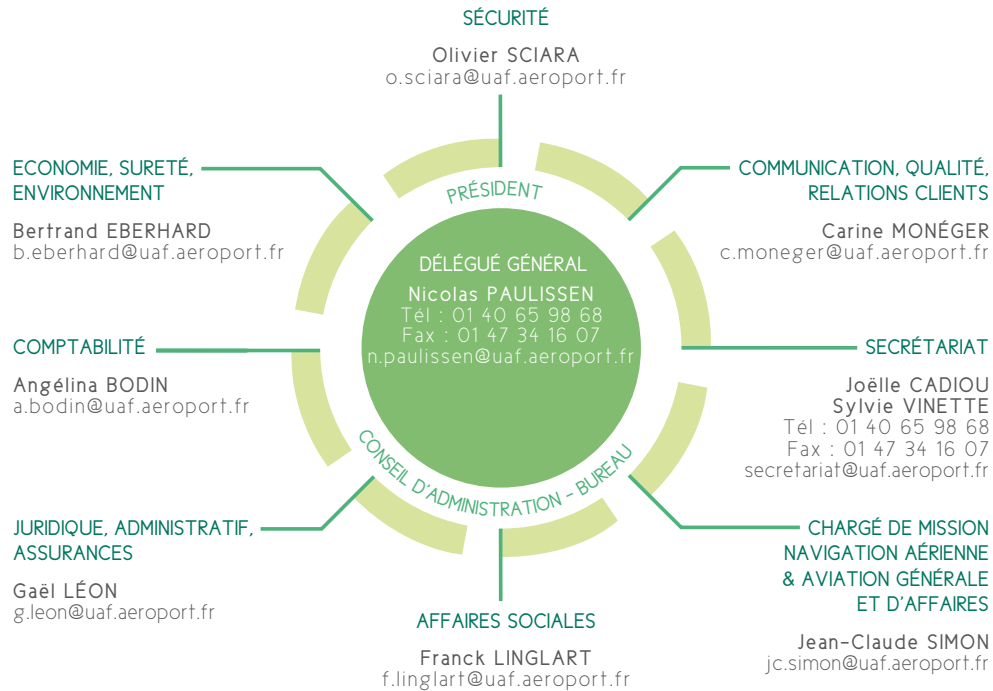 SÉCURITÉ
Olivier SCIARA
o.sciara@uaf.aeroport.fr
ECONOMIE, SURETÉ,
ENVIRONNEMENT
Bertrand EBERHARD
b.eberhard@uaf.aeroport.fr
COMMUNICATION, QUALITÉ,
RELATIONS CLIENTS
Carine MONÉGER
c.moneger@uaf.aeroport.fr
PRÉSIDENT
DÉLÉGUÉ GÉNÉRAL
Nicolas PAULISSEN
Tél : 01 40 65 98 68
Fax : 01 47 34 16 07
n.paulissen@uaf.aeroport.fr
CONSEIL D'ADMINISTRATION - BUREAU
COMPTABILITÉ
Angélina BODIN
a.bodin@uaf.aeroport.fr
SECRÉTARIAT
Joëlle CADIOU
Sylvie VINETTE
Tél : 01 40 65 98 68
Fax : 01 47 34 16 07
secretariat@uaf.aeroport.fr
JURIDIQUE, ADMINISTRATIF,
ASSURANCES
Gaël LÉON
g.leon@uaf.aeroport.fr
AFFAIRES SOCIALES
Franck LINGLART
f.linglart@uaf.aeroport.fr
CHARGÉ DE MISSION
NAVIGATION AÉRIENNE
& AVIATION GÉNÉRALE
ET D'AFFAIRES
Jean-Claude SIMON
jc.simon@uaf.aeroport.fr